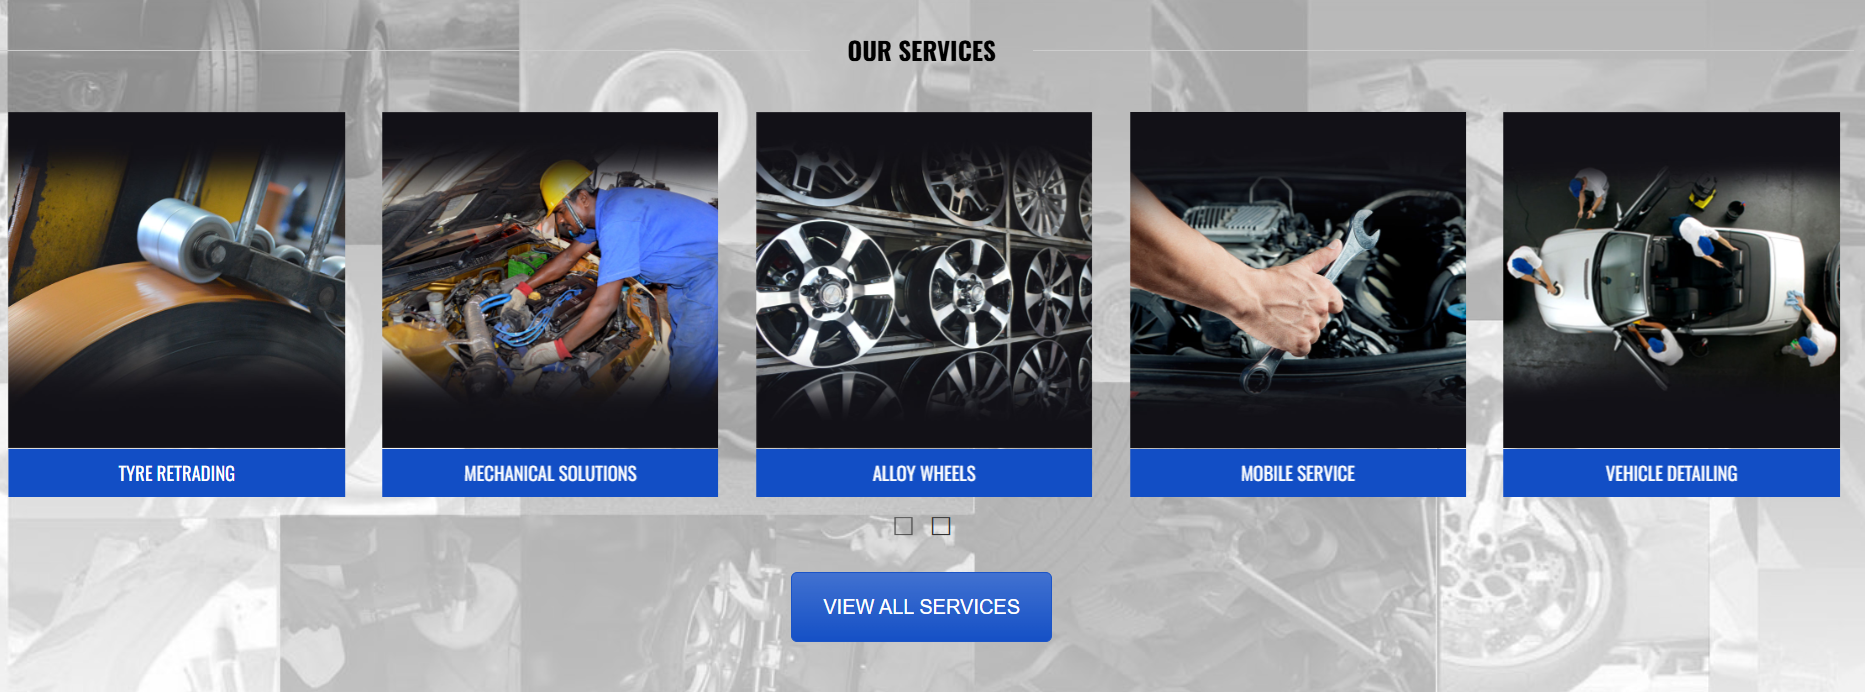 OUR SERVICES
TYRE RETRADING
MECHANICAL SOLUTIONS
ALLOY WHEELS
MOBILE SERVICE
VEHICLE DETAILING
VIEW ALL SERVICES